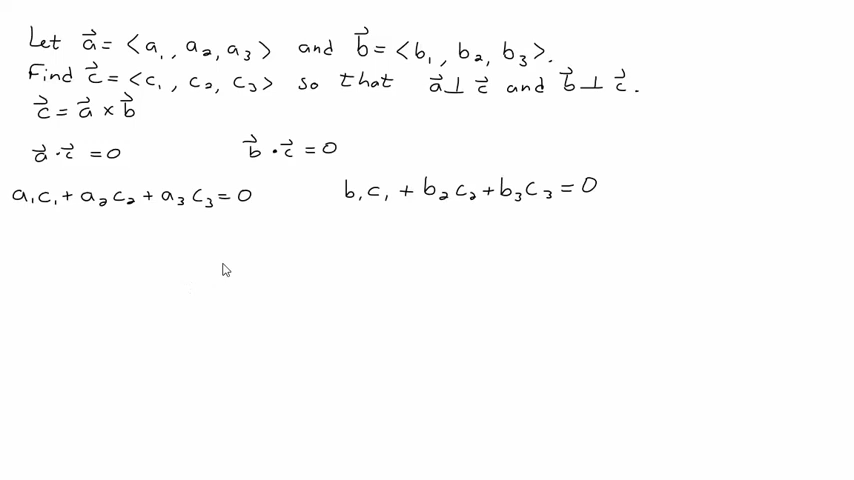 Let a⃗ = <a₁, a₂, a₃> and b⃗ = <b₁, b₂, b₃>.
Find c⃗ = <c₁, c₂, c₃> so that a⃗ ⊥ c⃗ and b⃗ ⊥ c⃗.
c⃗ = a⃗ × b⃗
a⃗ · c⃗ = 0 b⃗ · c⃗ = 0
a₁c₁ + a₂c₂ + a₃c₃ = 0 b₁c₁ + b₂c₂ + b₃c₃ = 0